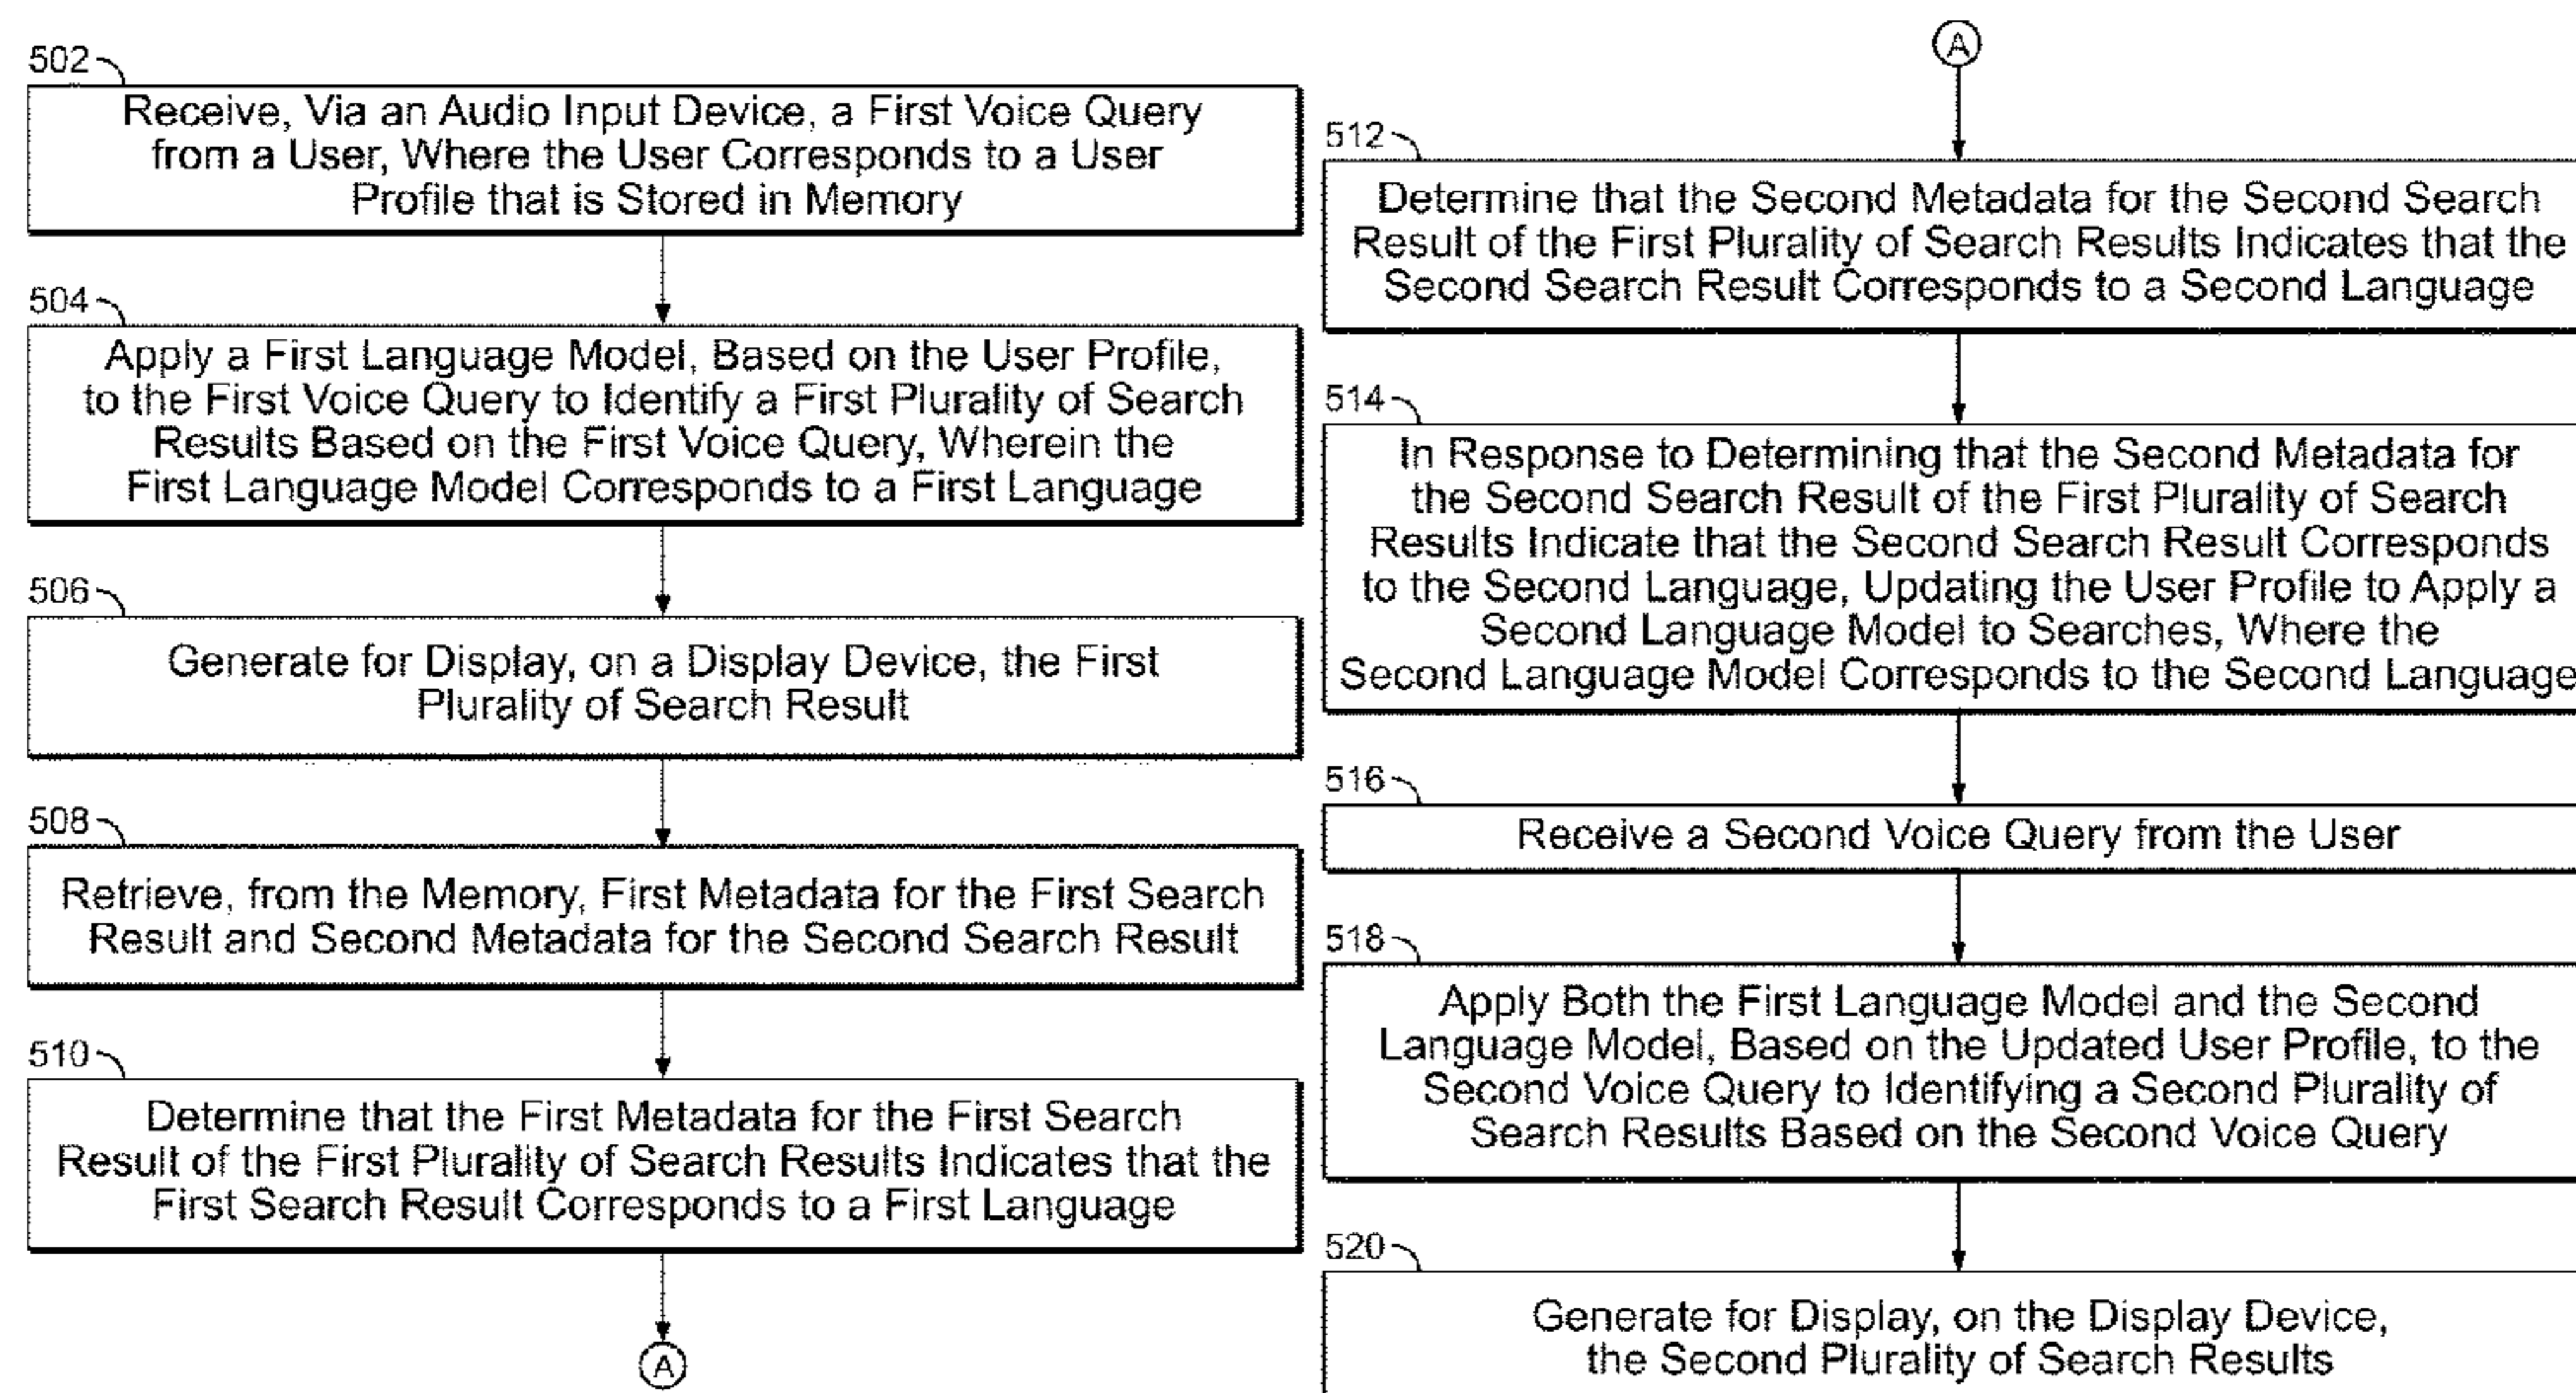 502
Receive, Via an Audio Input Device, a First Voice Query
from a User, Where the User Corresponds to a User
Profile that is Stored in Memory
504
Apply a First Language Model, Based on the User Profile,
to the First Voice Query to Identify a First Plurality of Search
Results Based on the First Voice Query, Wherein the
First Language Model Corresponds to a First Language
506
Generate for Display, on a Display Device, the First
Plurality of Search Result
508
Retrieve, from the Memory, First Metadata for the First Search
Result and Second Metadata for the Second Search Result
510
Determine that the First Metadata for the First Search
Result of the First Plurality of Search Results Indicates that the
First Search Result Corresponds to a First Language
A
A
512
Determine that the Second Metadata for the Second Search
Result of the First Plurality of Search Results Indicates that the
Second Search Result Corresponds to a Second Language
514
In Response to Determining that the Second Metadata for
the Second Search Result of the First Plurality of Search
Results Indicate that the Second Search Result Corresponds
to the Second Language, Updating the User Profile to Apply a
Second Language Model to Searches, Where the
Second Language Model Corresponds to the Second Language
516
Receive a Second Voice Query from the User
518
Apply Both the First Language Model and the Second
Language Model, Based on the Updated User Profile, to the
Second Voice Query to Identifying a Second Plurality of
Search Results Based on the Second Voice Query
520
Generate for Display, on the Display Device,
the Second Plurality of Search Results